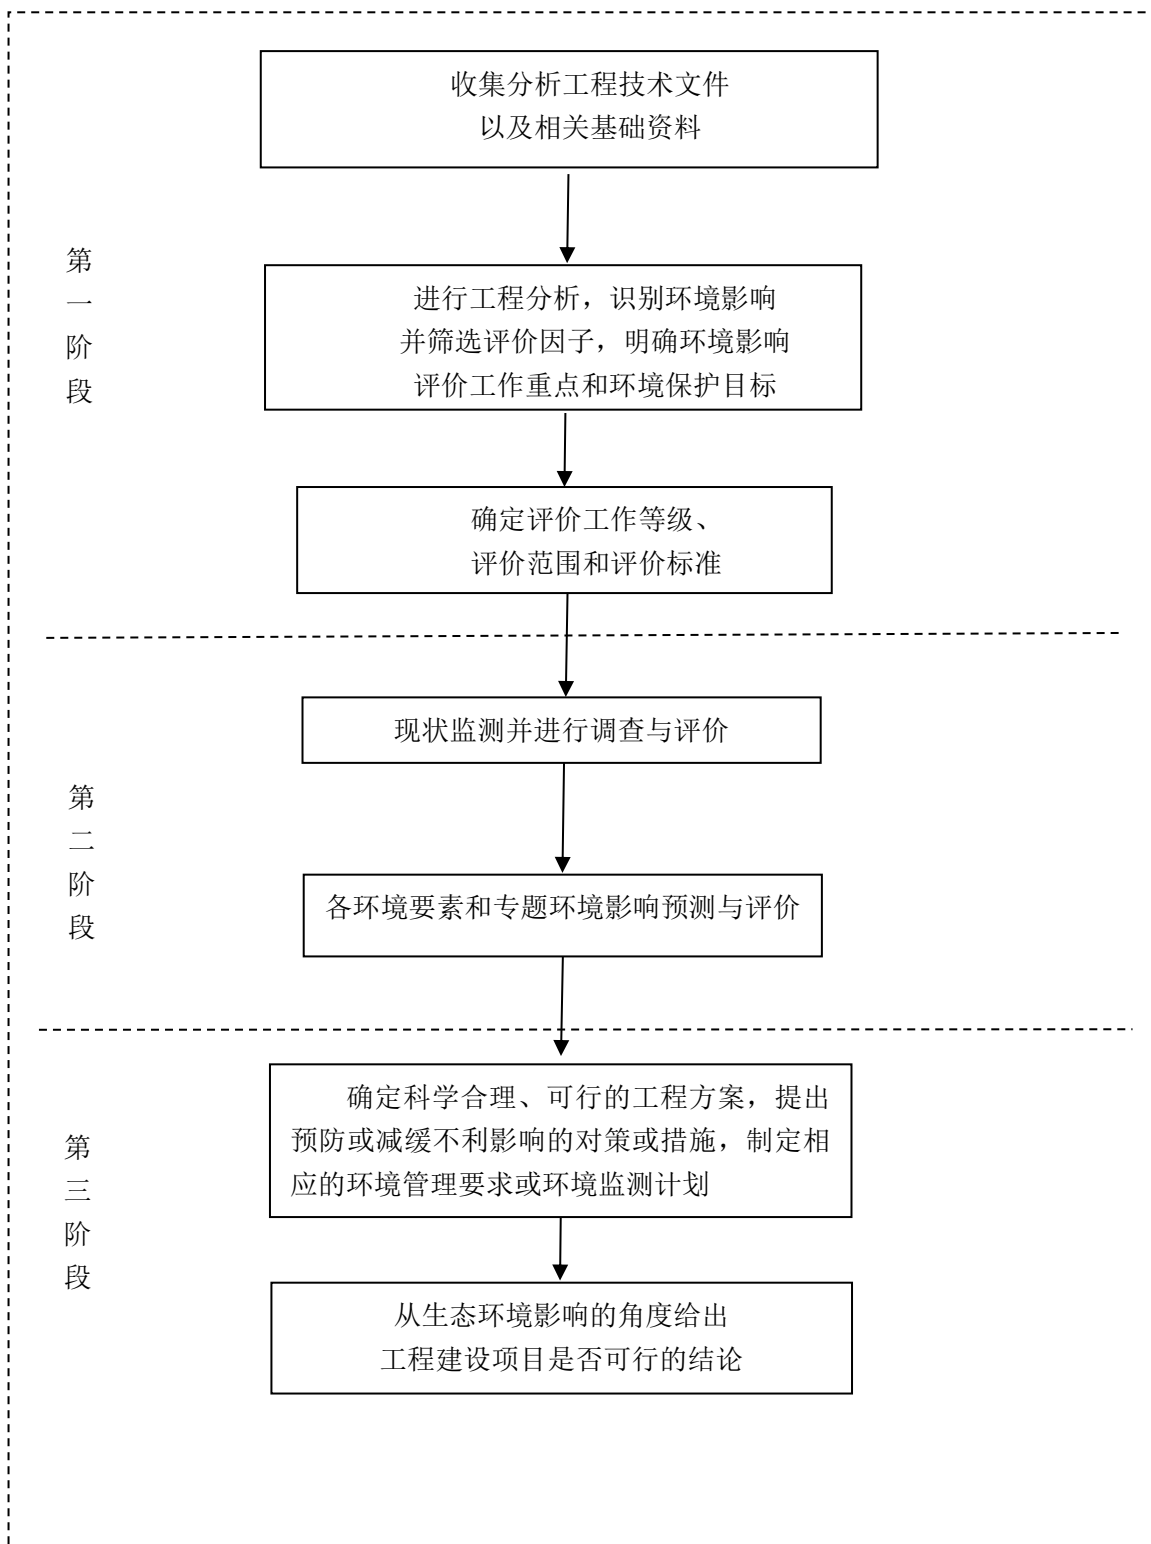 收集分析工程技术文件
以及相关基础资料
第
一
阶
段
进行工程分析，识别环境影响
并筛选评价因子，明确环境影响
评价工作重点和环境保护目标
确定评价工作等级、
评价范围和评价标准
现状监测并进行调查与评价
第
二
阶
段
各环境要素和专题环境影响预测与评价
第
三
阶
段
确定科学合理、可行的工程方案，提出
预防或减缓不利影响的对策或措施，制定相
应的环境管理要求或环境监测计划
从生态环境影响的角度给出
工程建设项目是否可行的结论